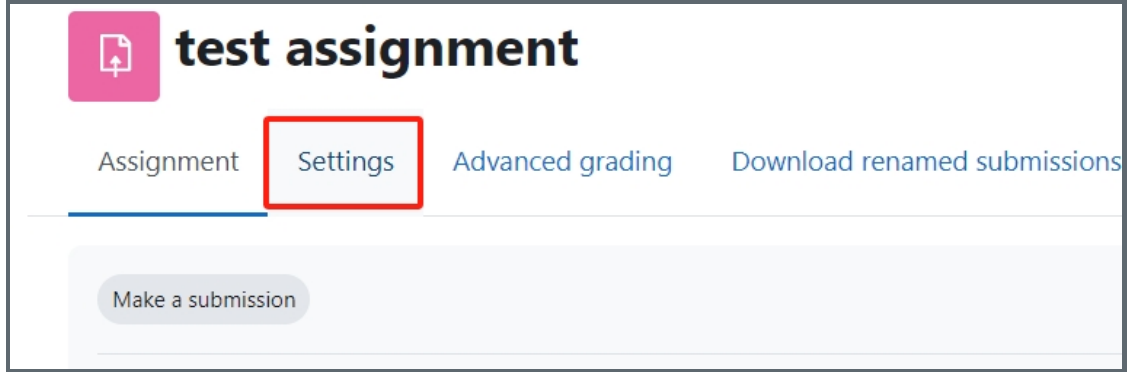 test assignment
Assignment Settings Advanced grading Download renamed submissions
Make a submission